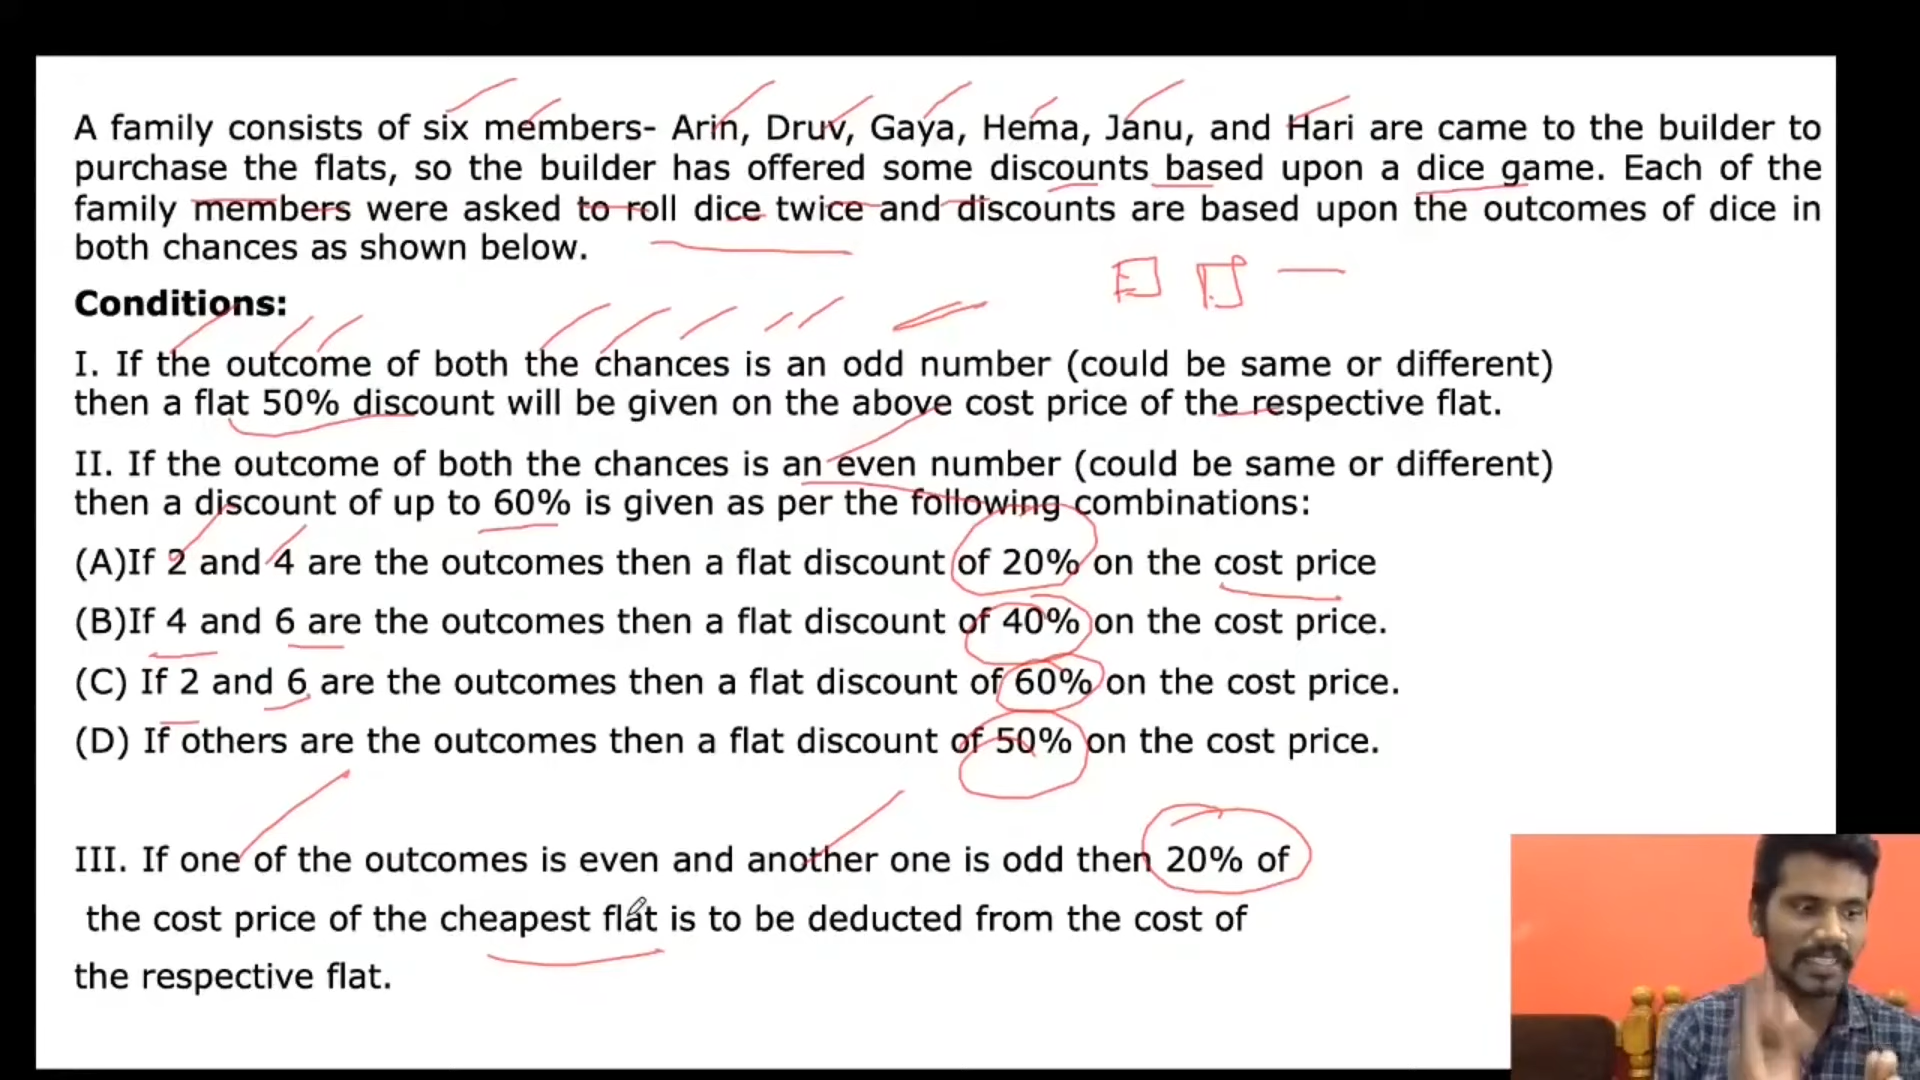 A family consists of six members- Arin, Druv, Gaya, Hema, Janu, and Hari are came to the builder to
purchase the flats, so the builder has offered some discounts based upon a dice game. Each of the
family members were asked to roll dice twice and discounts are based upon the outcomes of dice in
both chances as shown below.
Conditions:
I. If the outcome of both the chances is an odd number (could be same or different)
then a flat 50% discount will be given on the above cost price of the respective flat.
II. If the outcome of both the chances is an even number (could be same or different)
then a discount of up to 60% is given as per the following combinations:
(A)If 2 and 4 are the outcomes then a flat discount of 20% on the cost price
(B)If 4 and 6 are the outcomes then a flat discount of 40% on the cost price.
(C) If 2 and 6 are the outcomes then a flat discount of 60% on the cost price.
(D) If others are the outcomes then a flat discount of 50% on the cost price.
III. If one of the outcomes is even and another one is odd then 20% of
the cost price of the cheapest flat is to be deducted from the cost of
the respective flat.